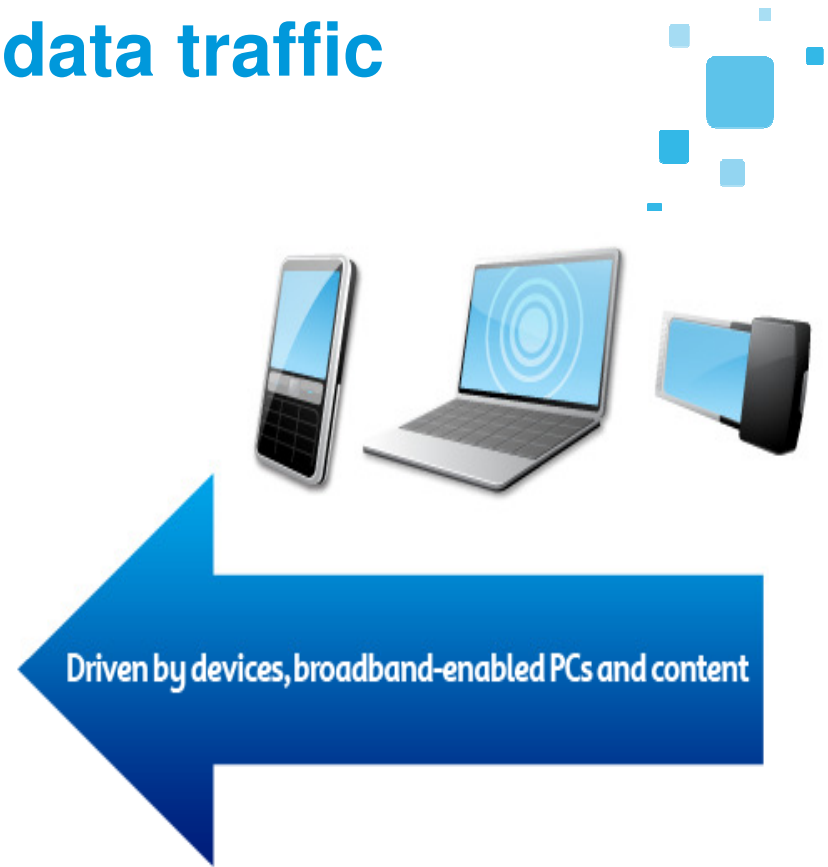 data traffic
Driven by devices, broadband-enabled PCs and content